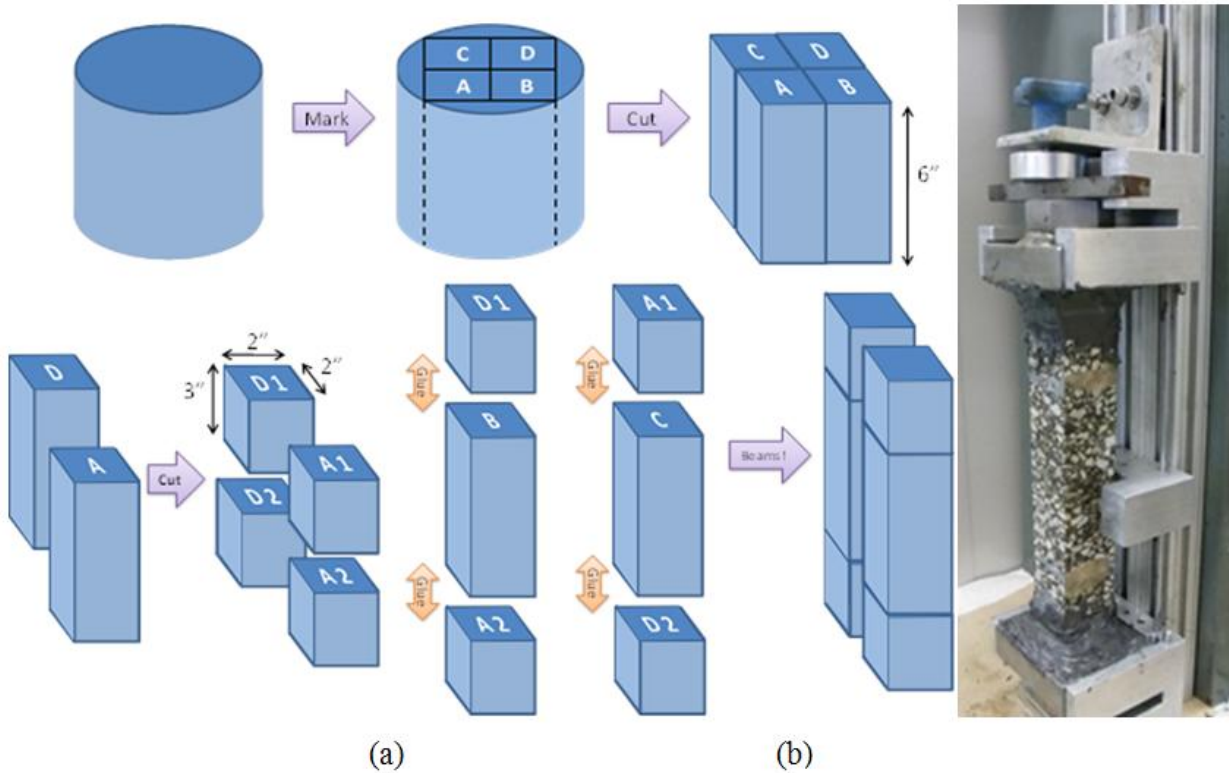 C D
A B
Mark
Cut
C D
A B
6"
D
A
Cut
2"
2"
3"
D1
A1
D2
A2
D1
Glue
B
Glue
A2
A1
Glue
C
Glue
D2
Beams!
(a)
(b)